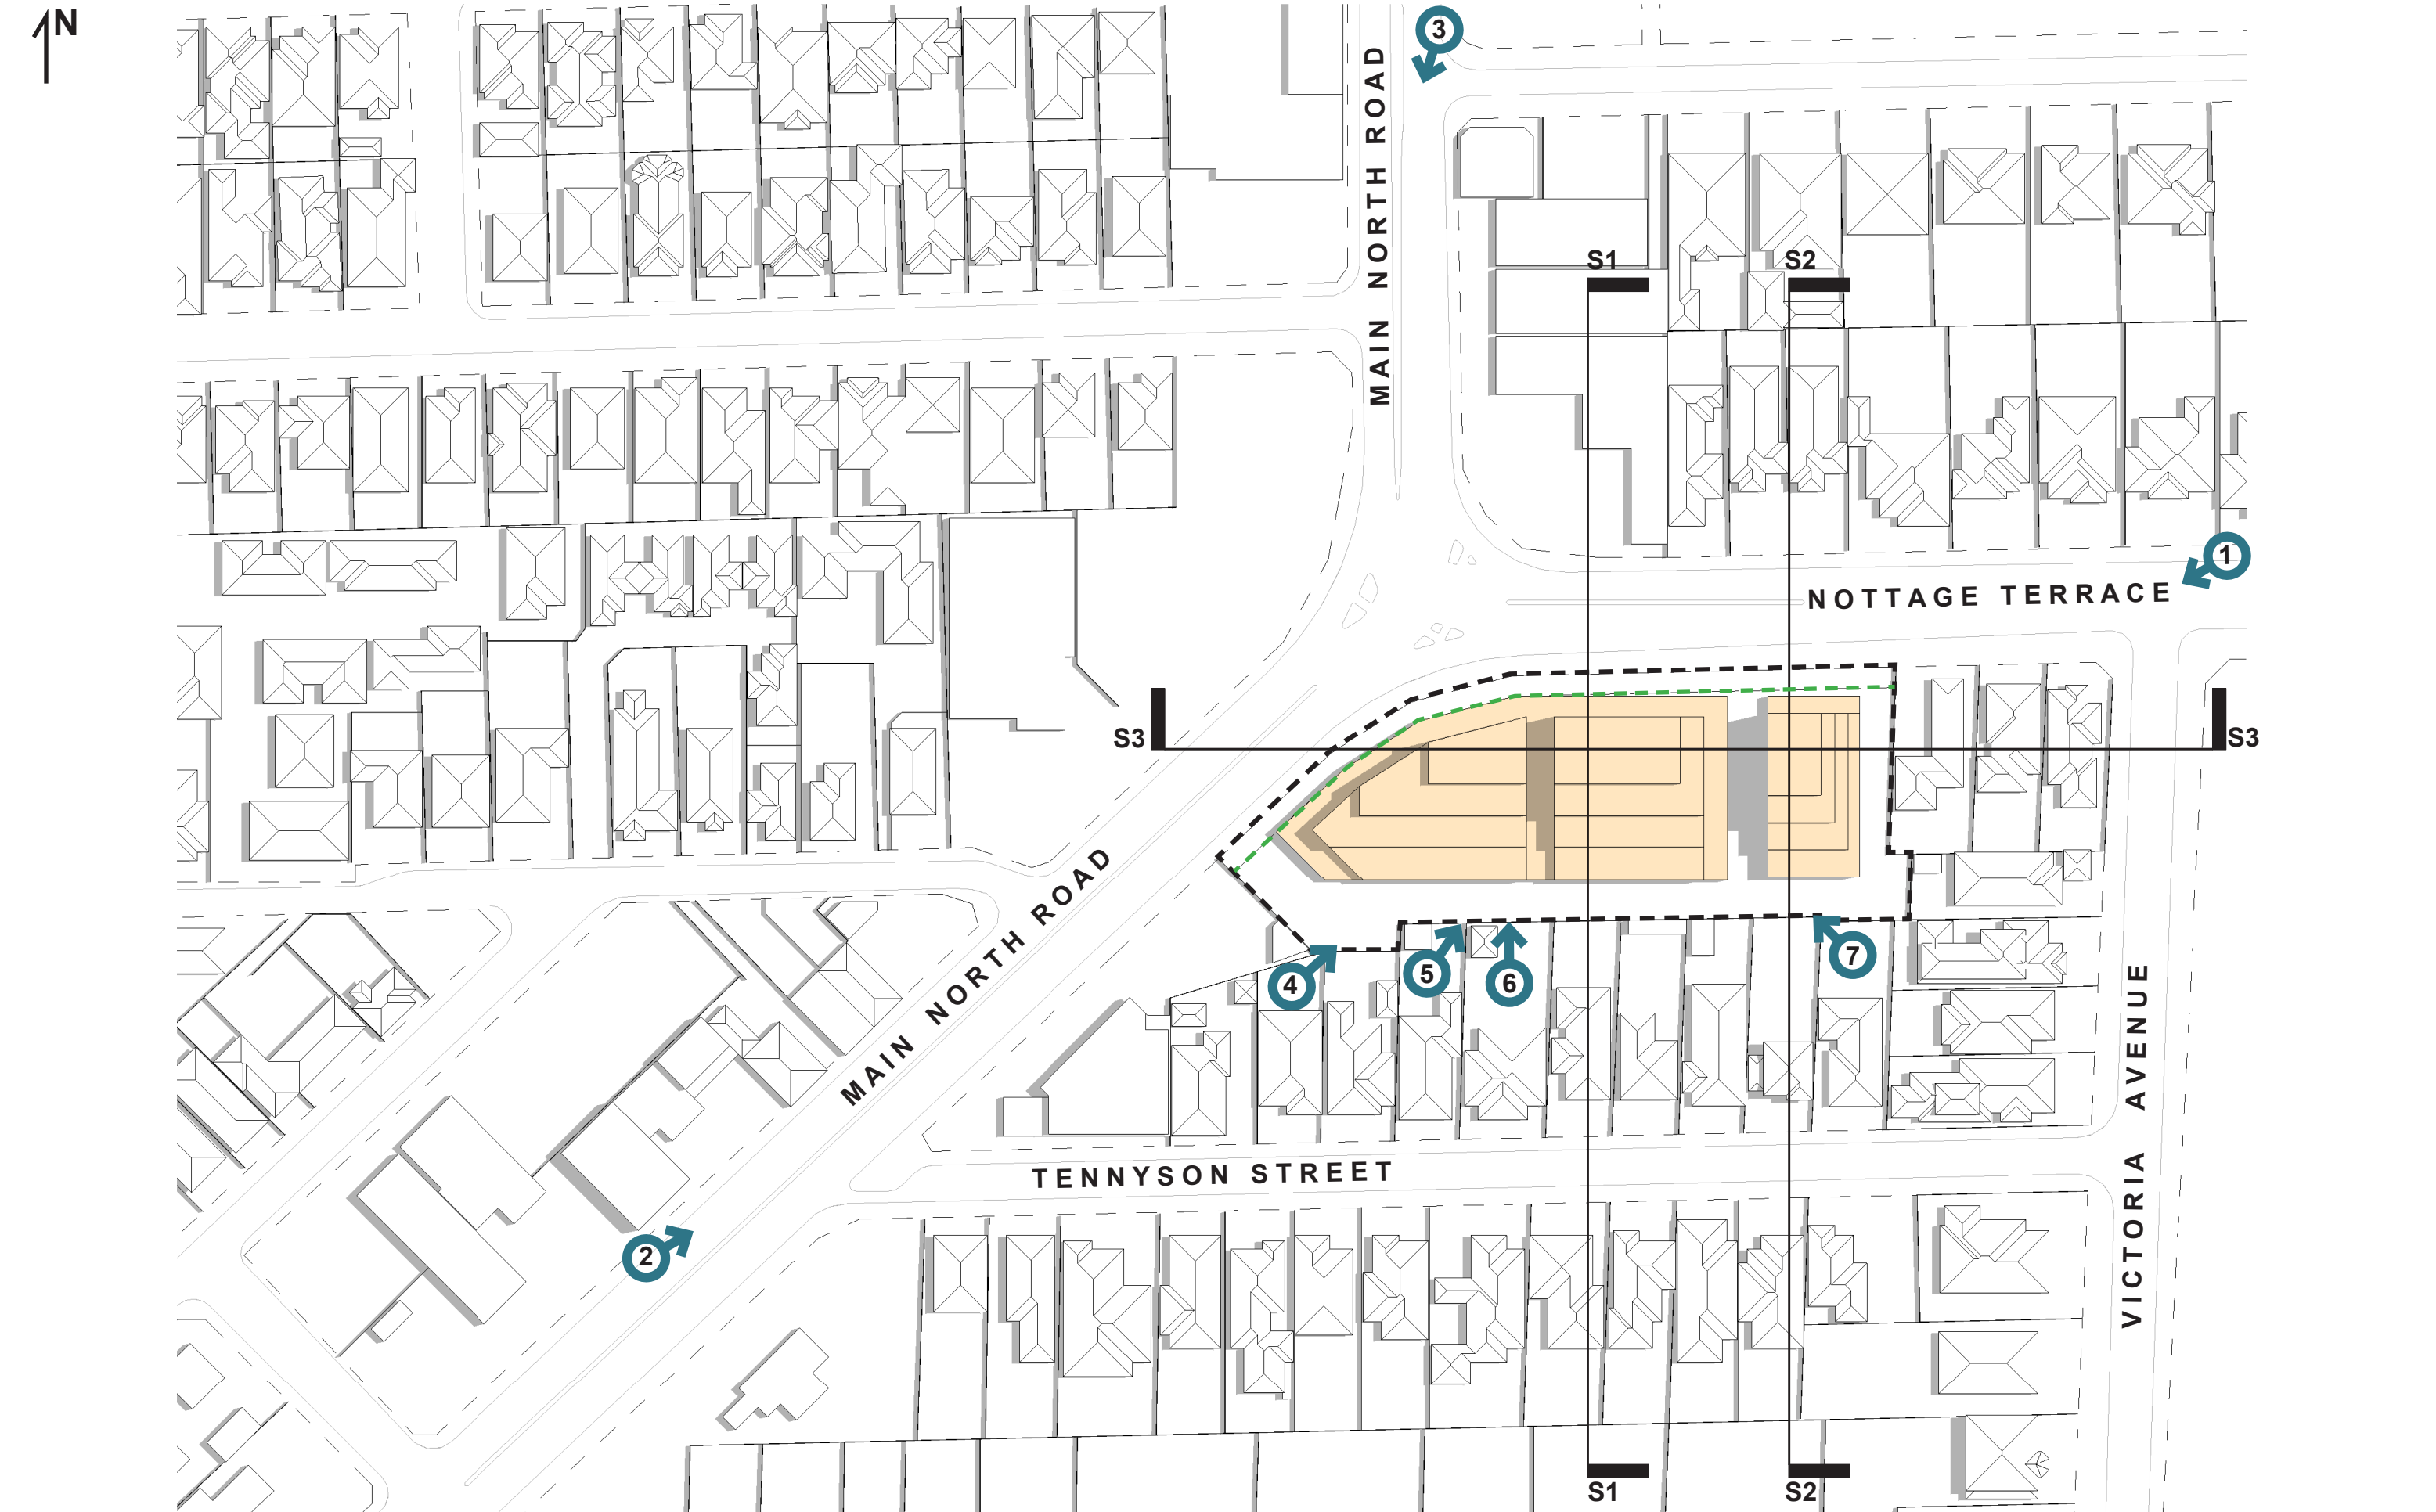 N
3
MAIN NORTH ROAD
S1
S2
1
NOTTAGE TERRACE
S3
S3
MAIN NORTH ROAD
4
5
6
7
VICTORIA AVENUE
TENNYSON STREET
2
S1
S2